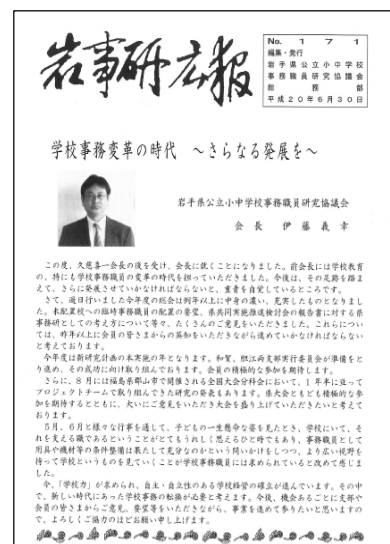 岩事研広報
No. 171
編集・発行
岩手県公立小中学校
事務職員研究協議会
総務部
平成20年6月30日
学校事務変革の時代 ～さらなる発展を～
岩手県公立小中学校事務職員研究協議会
会長 伊藤義幸
この度、久慈喜一会長の後を受け、会長に就くことになりました。前会長には学校教育
の、特にも学校事務変革の時代を担っていただきました。今後は、その足跡を踏ま
えて、さらに発展させていかなければならないと、重責を自覚しているところです。
さて、過日行いました今年度の総会は例年以上に中身の濃い、充実したものとなりまし
た。未配置校への臨時事務職員の配置の要望、県共同実施推進検討会の報告書に対する県
事研としての考え方について等々、たくさんのご意見をいただきました。これらについ
ては、昨年以上に会員の皆さまからの英知をいただきながら進めていかなければならない
と考えております。
今年度は新研究計画の本実施の年となります。和賀、胆江両支部実行委員会が準備をと
り進め、その成功に向け取り組んでおります。会員の積極的な参加を期待します。
さらに、8月には福島県郡山市で開催される全国大会分科会において、1年半に亘って
プロジェクトチームで取り組んできた研究の発表もあります。県大会ともども積極的な参
加を期待するとともに、大いにご意見をいただき大会を盛り上げていただきたいと考えて
おります。
5月、6月と様々な行事を通して、子どもの一生懸命な姿を見たとき、学校にいて、そ
れを支える職であるということがとてもうれしく思えるひと時でもあり、事務職員として
用具や機材等の条件整備は果たして充分なのかという問いかけをしつつ、より広い視野を
持って学校というものを見ていくことが学校事務職員には求められていると改めて感じま
した。
今、「学校力」が求められ、自主・自立性のある学校経営の確立が進んでいます。その中
で、新しい時代にあった学校事務の転換が必要と考えます。今後、機会あるごとに支部や
会員の皆さまからご意見、要望等をいただきながら、事業を進めて参りたいと思いますの
で、よろしくご協力のほどお願い申し上げます。